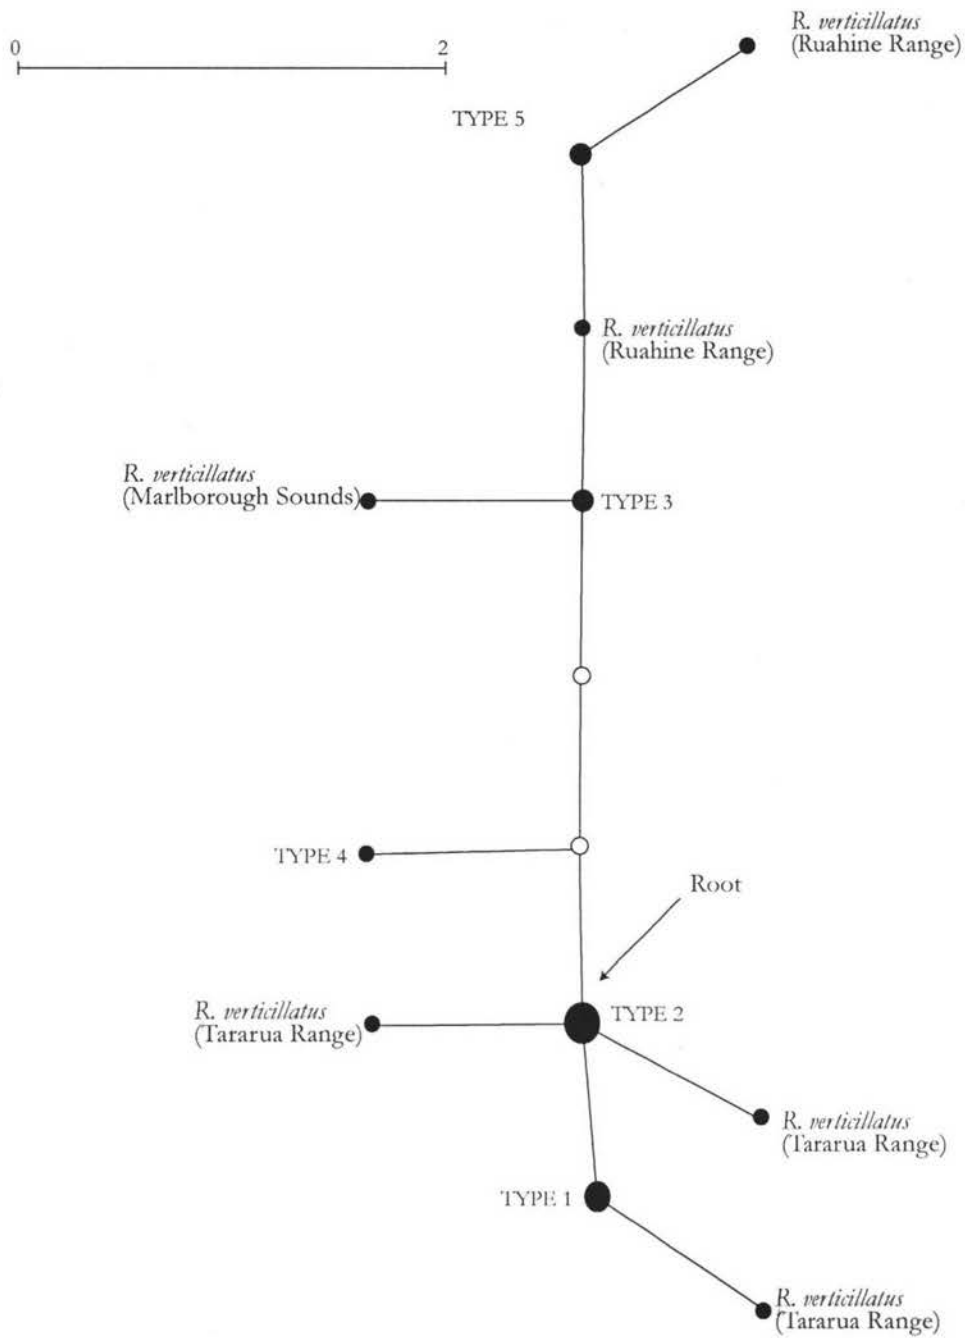 0 2
R. verticillatus
(Ruahine Range)
TYPE 5
R. verticillatus
(Ruahine Range)
R. verticillatus
(Marlborough Sounds)
TYPE 3
TYPE 4
Root
R. verticillatus
(Tararua Range)
TYPE 2
R. verticillatus
(Tararua Range)
TYPE 1
R. verticillatus
(Tararua Range)